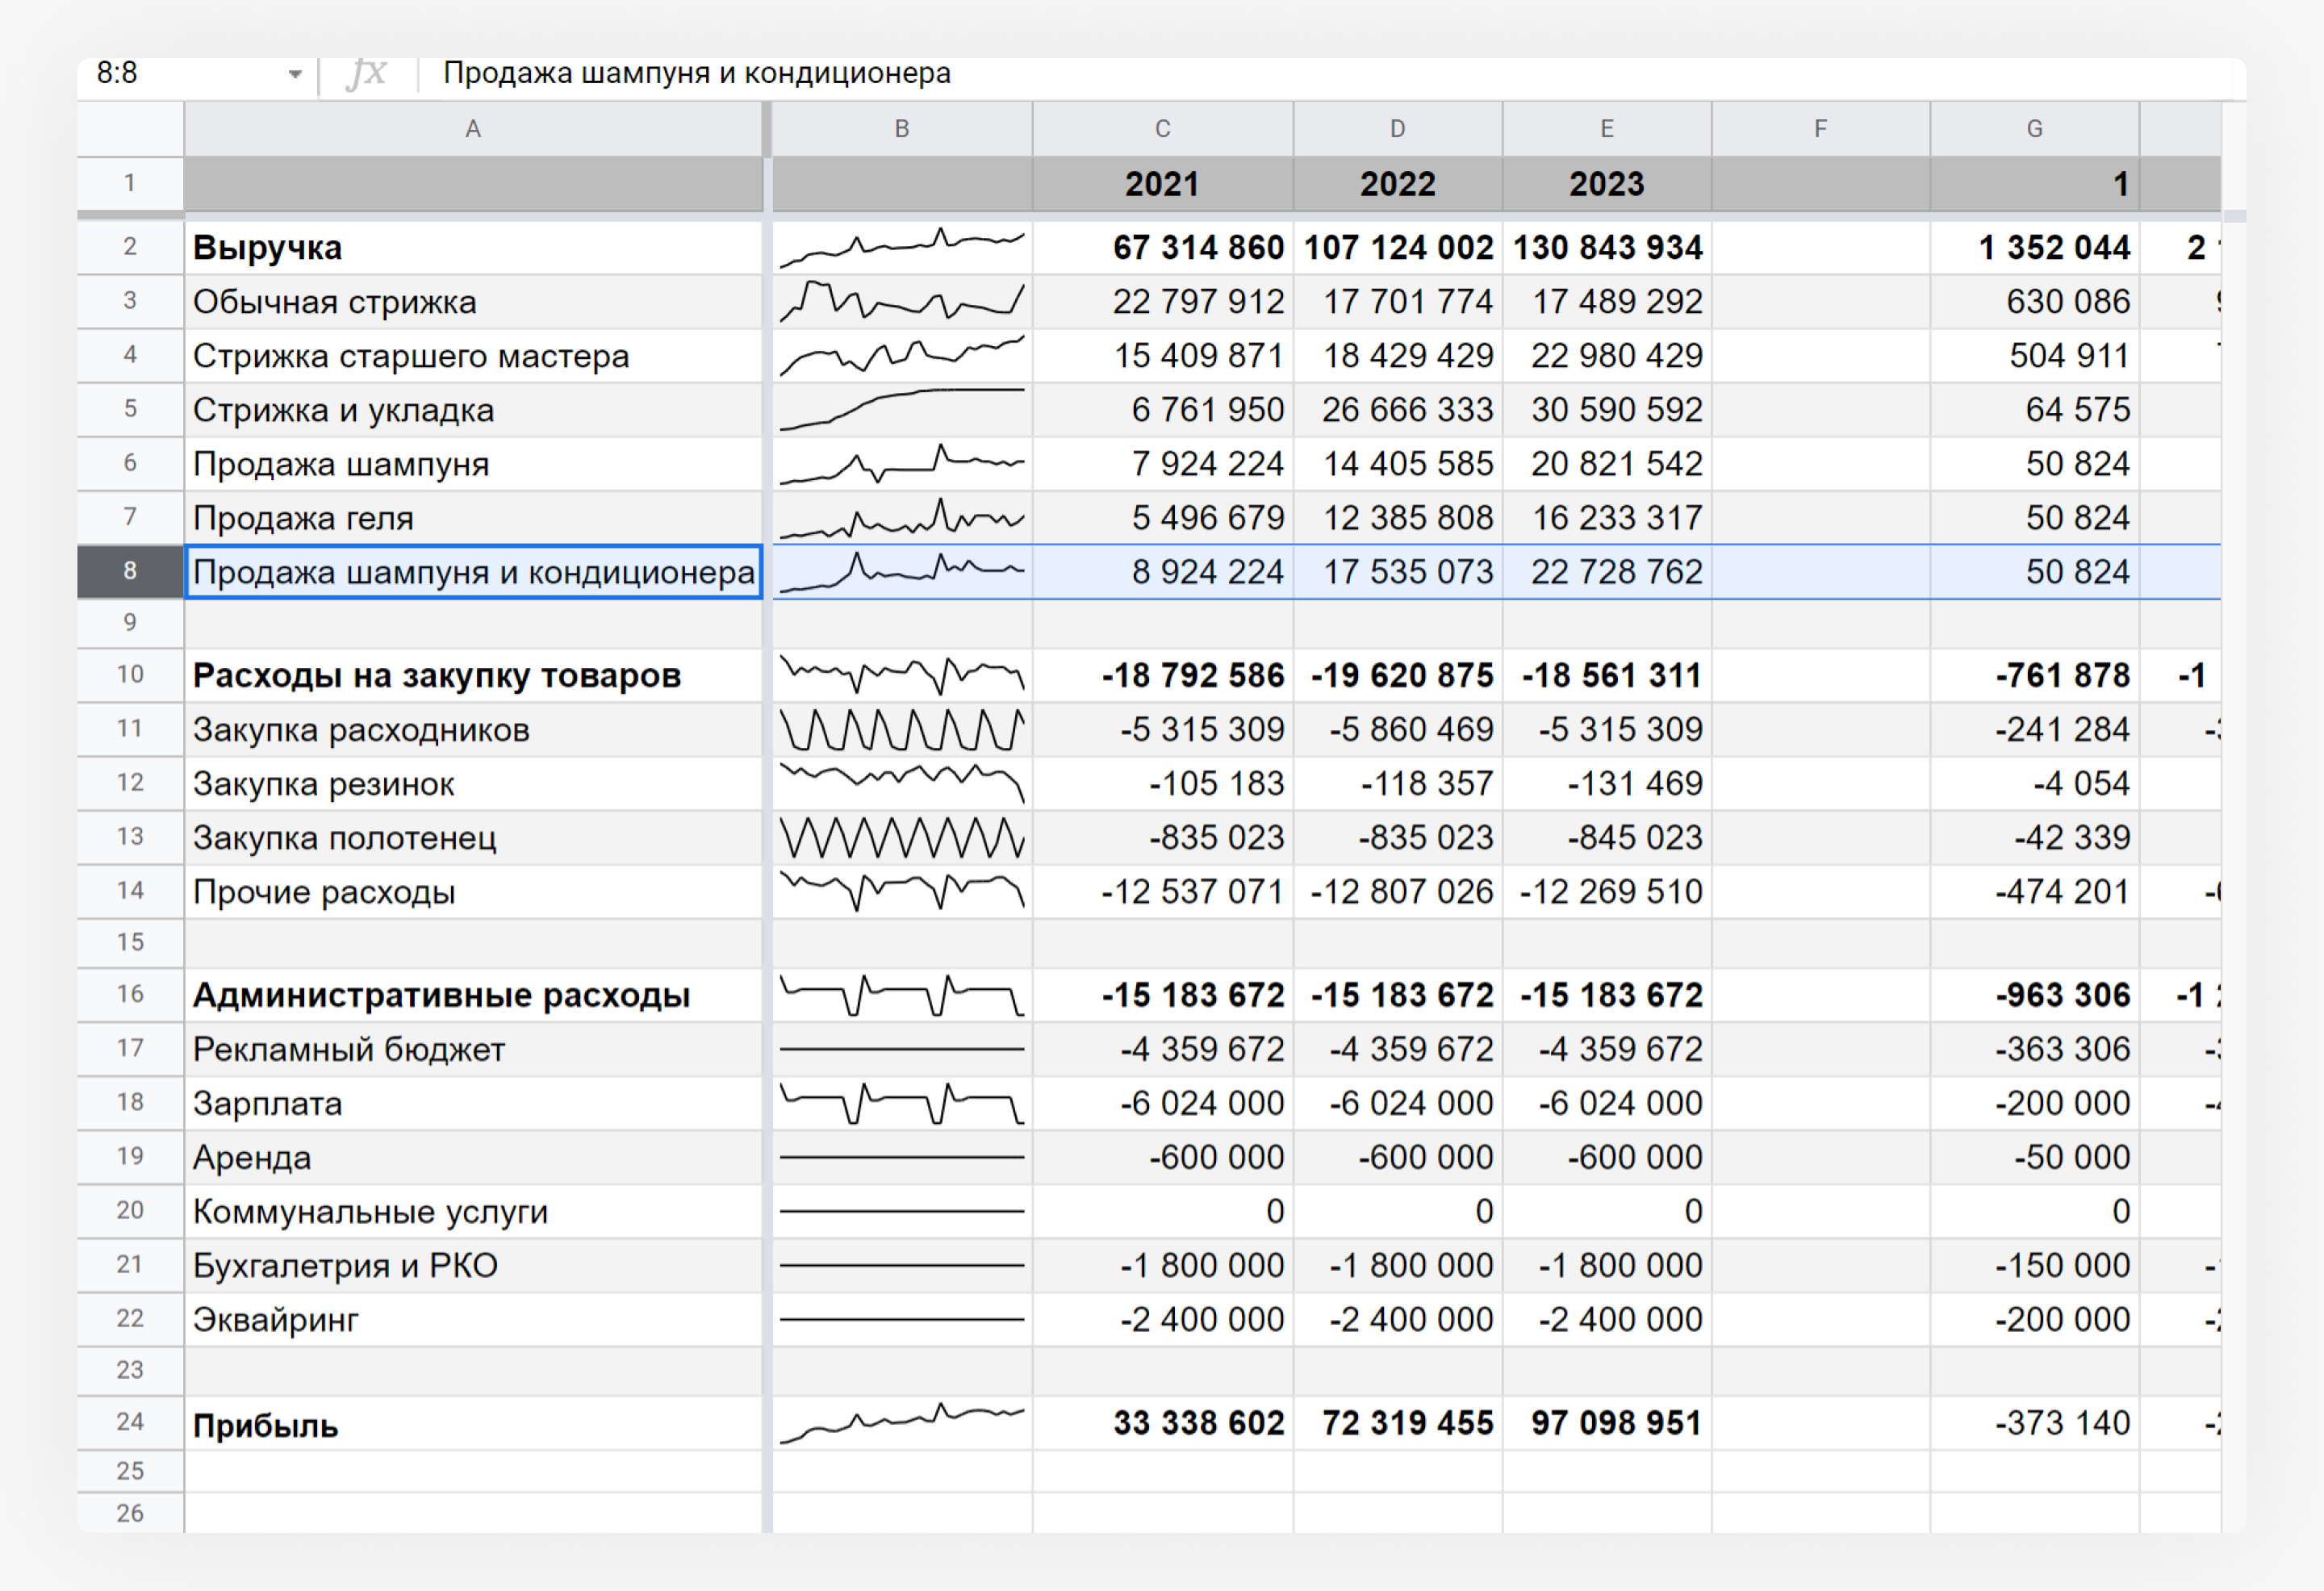 8:8 fx Продажа шампуня и кондиционера
A B C D E F G
1 2021 2022 2023 1
2 Выручка 67 314 860 107 124 002 130 843 934 1 352 044 2
3 Обычная стрижка 22 797 912 17 701 774 17 489 292 630 086
4 Стрижка старшего мастера 15 409 871 18 429 429 22 980 429 504 911
5 Стрижка и укладка 6 761 950 26 666 333 30 590 592 64 575
6 Продажа шампуня 7 924 224 14 405 585 20 821 542 50 824
7 Продажа геля 5 496 679 12 385 808 16 233 317 50 824
8 Продажа шампуня и кондиционера 8 924 224 17 535 073 22 728 762 50 824
9
10 Расходы на закупку товаров -18 792 586 -19 620 875 -18 561 311 -761 878 -1
11 Закупка расходников -5 315 309 -5 860 469 -5 315 309 -241 284
12 Закупка резинок -105 183 -118 357 -131 469 -4 054
13 Закупка полотенец -835 023 -835 023 -845 023 -42 339
14 Прочие расходы -12 537 071 -12 807 026 -12 269 510 -474 201
15
16 Административные расходы -15 183 672 -15 183 672 -15 183 672 -963 306 -1
17 Рекламный бюджет -4 359 672 -4 359 672 -4 359 672 -363 306
18 Зарплата -6 024 000 -6 024 000 -6 024 000 -200 000
19 Аренда -600 000 -600 000 -600 000 -50 000
20 Коммунальные услуги 0 0 0 0
21 Бухгалетрия и РКО -1 800 000 -1 800 000 -1 800 000 -150 000
22 Эквайринг -2 400 000 -2 400 000 -2 400 000 -200 000
23
24 Прибыль 33 338 602 72 319 455 97 098 951 -373 140
25
26